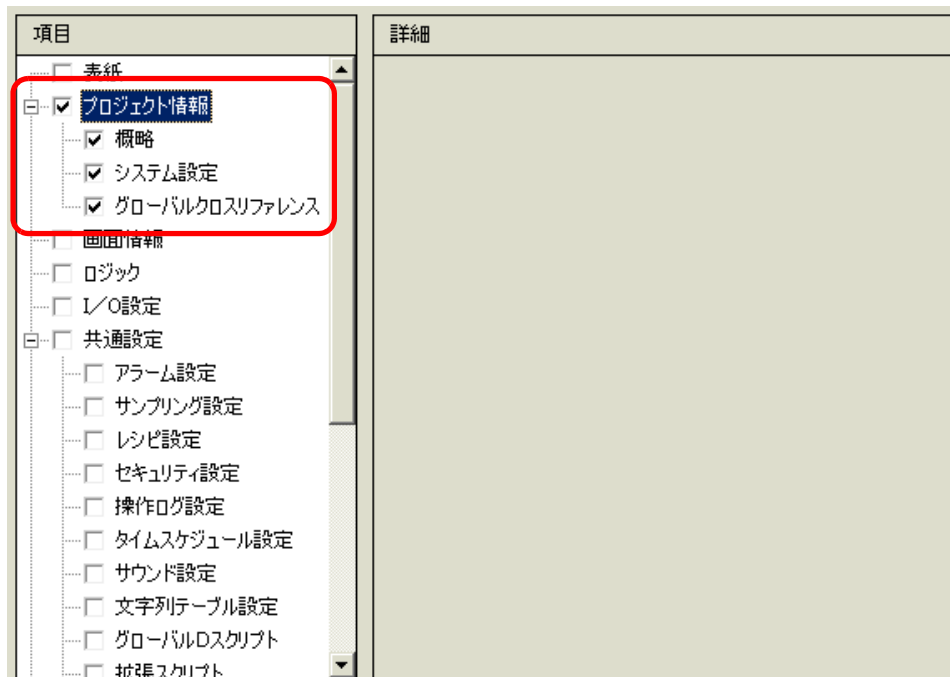 項目
詳細
表紙
プロジェクト情報
概略
システム設定
グローバルクロスリファレンス
画面情報
ロジック
I/O設定
共通設定
アラーム設定
サンプリング設定
レシピ設定
セキュリティ設定
操作ログ設定
タイムスケジュール設定
サウンド設定
文字列テーブル設定
グローバルDスクリプト
拡張スクリプト